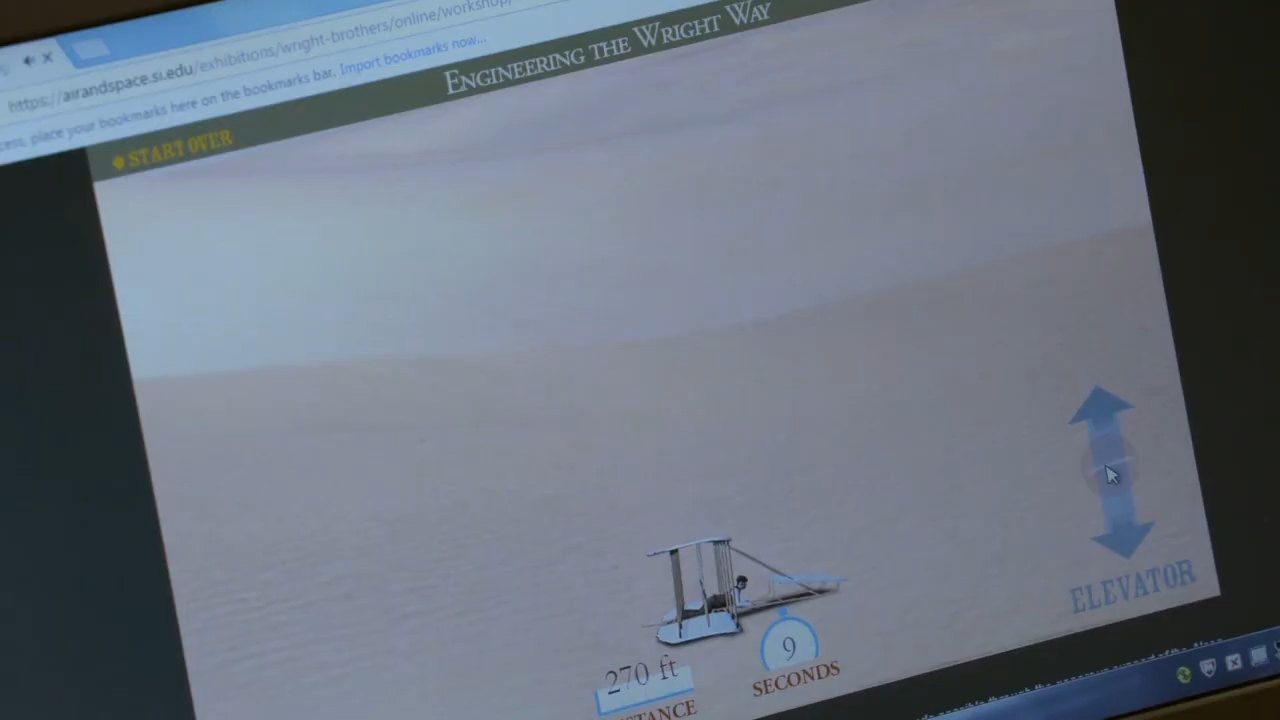 https://airandspace.si.edu/exhibitions/wright-brothers/online/workshop/
place your bookmarks here on the bookmarks bar. Import bookmarks now...
ENGINEERING THE WRIGHT WAY
START OVER
ELEVATOR
270 ft
9
SECONDS